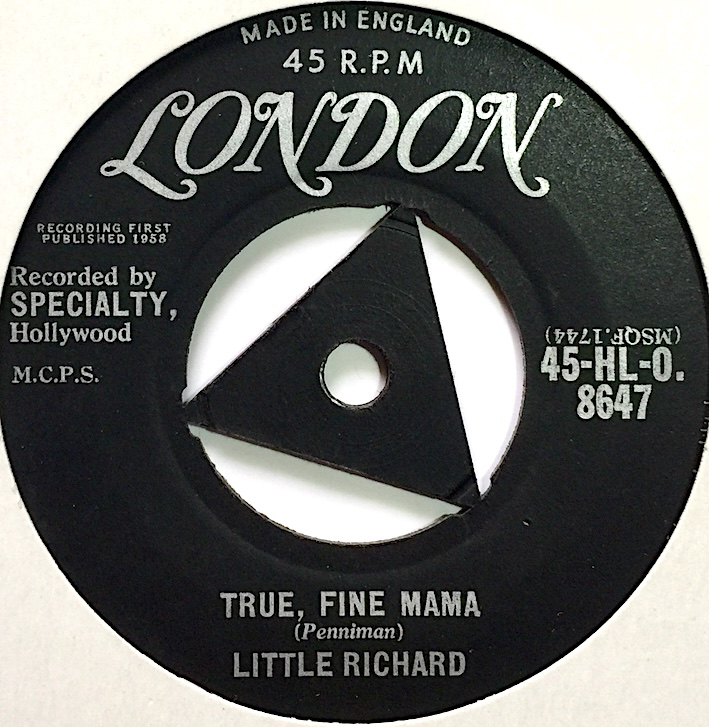 MADE IN ENGLAND
45 R.P.M
LONDON
RECORDING FIRST
PUBLISHED 1958
Recorded by
SPECIALTY,
Hollywood
M.C.P.S.
(MSQF.1744)
45-HL-O.
8647
TRUE, FINE MAMA
(Penniman)
LITTLE RICHARD